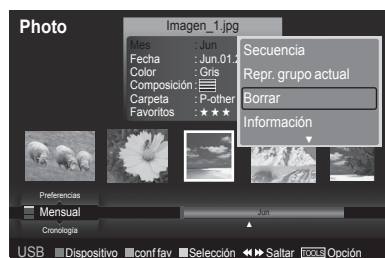 Photo
Imagen_1.jpg
Mes : Jun
Fecha : Jun.01.2
Color : Gris
Composición :
Carpeta : P-other
Favoritos : ★ ★ ★
Secuencia
Repr. grupo actual
Borrar
Información
▼
Preferencias
Mensual
Jun
Cronología
▲
USB Dispositivo conf fav Selección ◀◀ ▶▶ Saltar TOOLS Opción